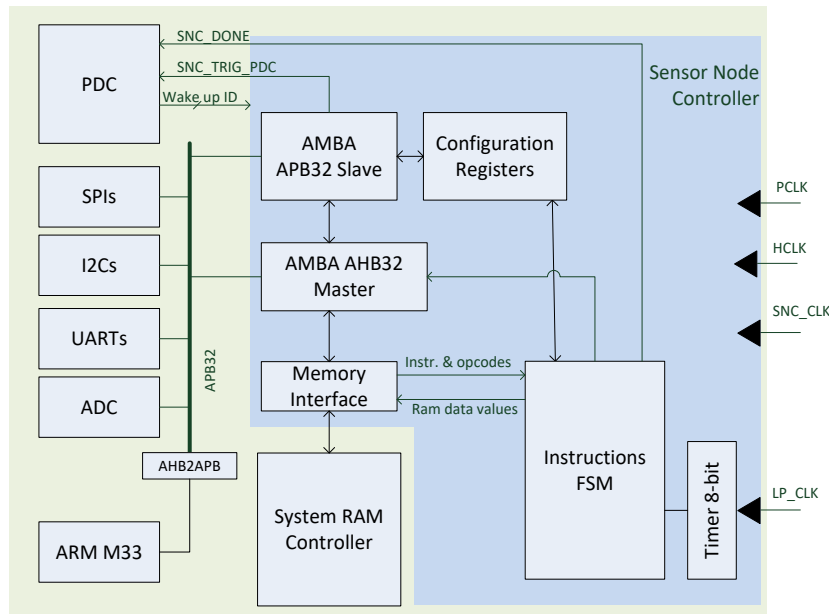 SNC_DONE
SNC_TRIG_PDC
PDC
Wake up ID
Sensor Node
Controller
AMBA
APB32 Slave
Configuration
Registers
SPIs
PCLK
I2Cs
AMBA AHB32
Master
HCLK
SNC_CLK
UARTs
APB32
Memory
Interface
Instr. & opcodes
Ram data values
ADC
AHB2APB
Instructions
FSM
Timer 8-bit
LP_CLK
System RAM
Controller
ARM M33